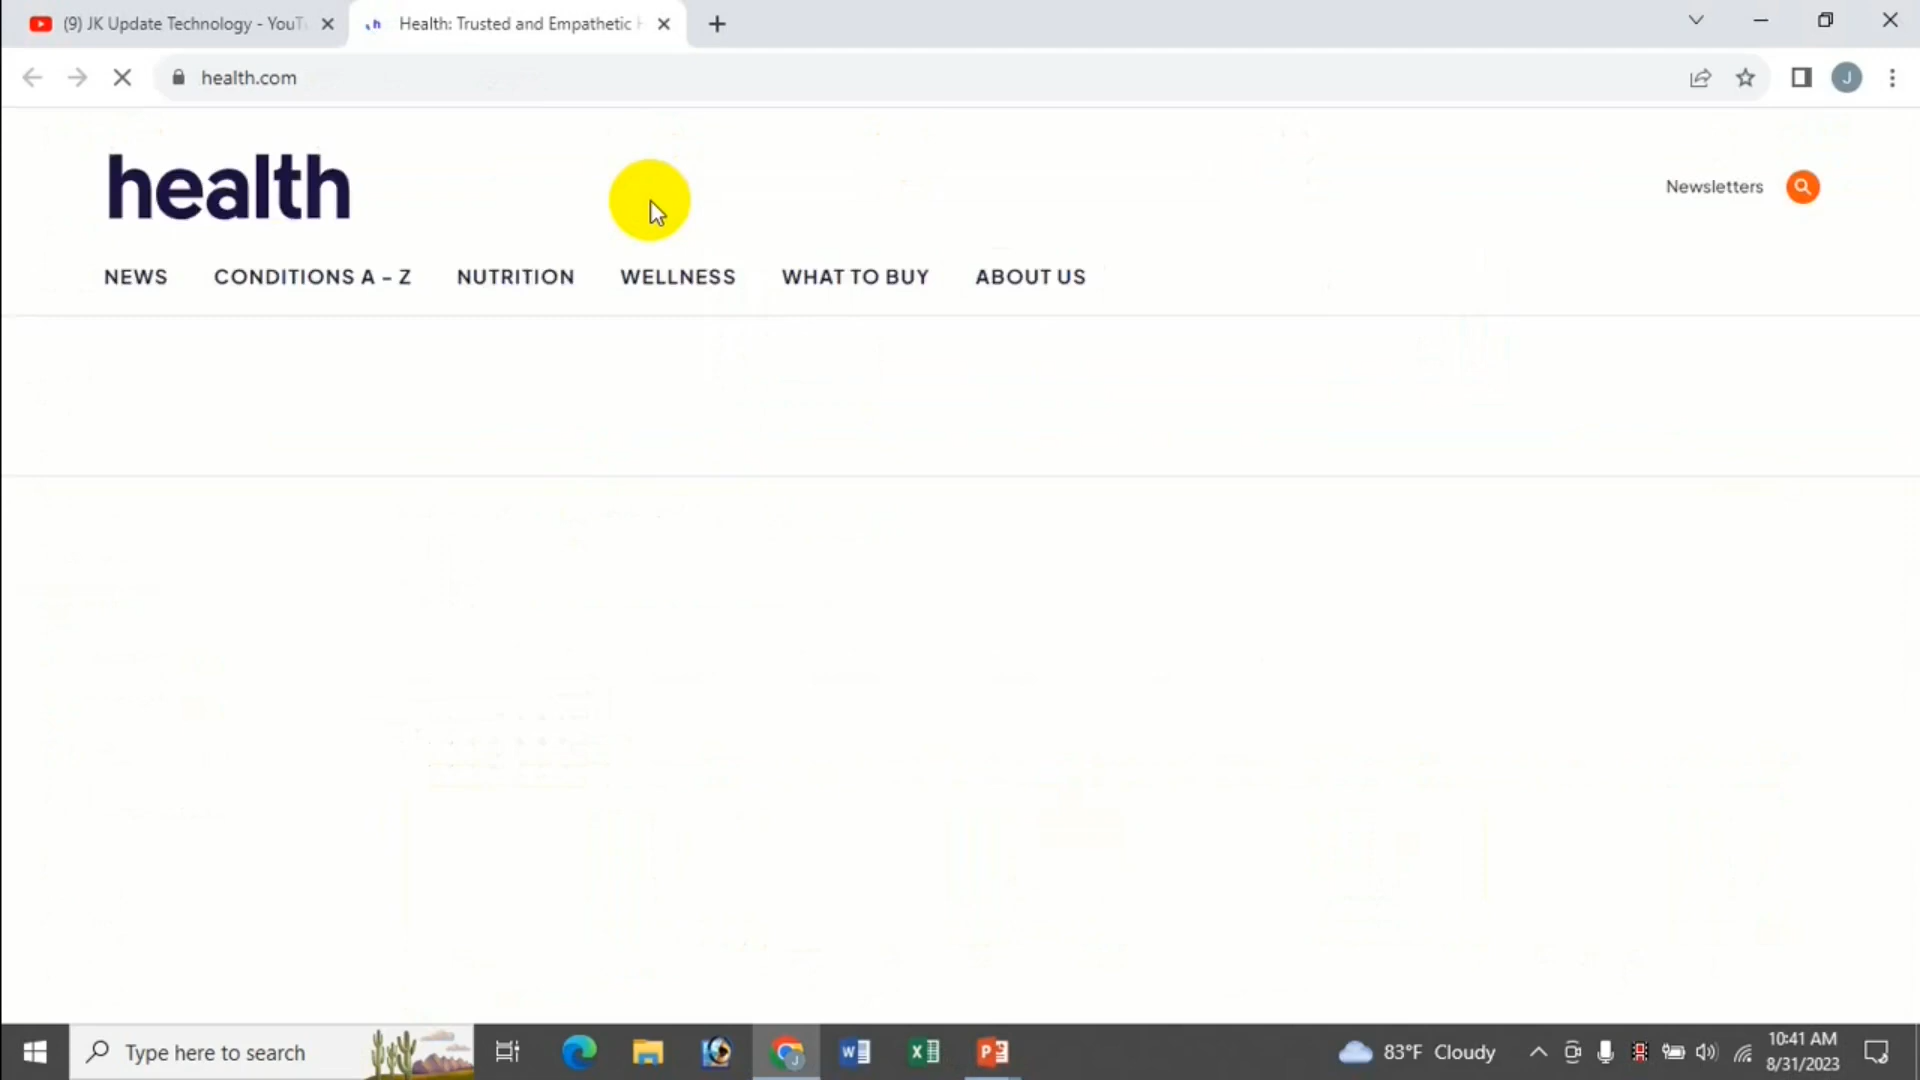 (9) JK Update Technology - YouT
Health: Trusted and Empathetic
health.com
J
health
Newsletters
NEWS CONDITIONS A – Z NUTRITION WELLNESS WHAT TO BUY ABOUT US
Type here to search
83°F Cloudy
10:41 AM
8/31/2023